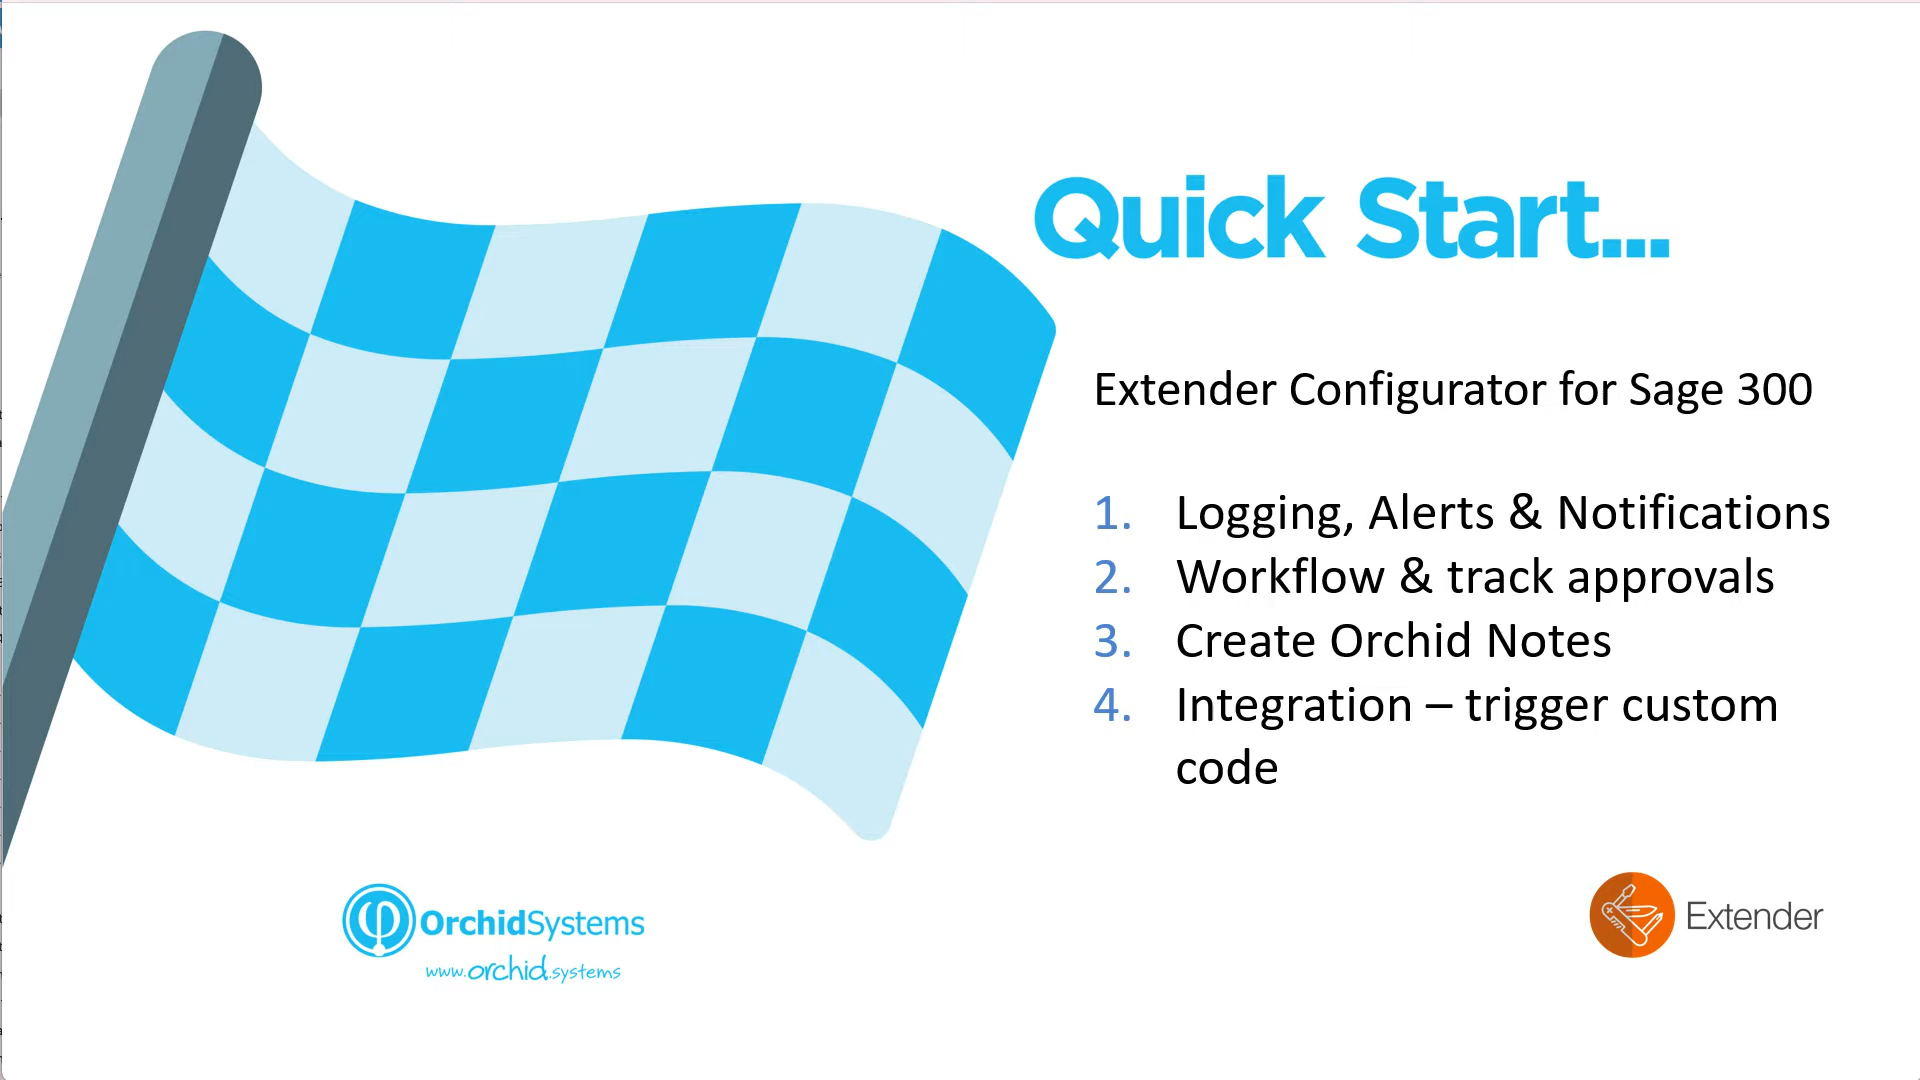 Quick Start...
Extender Configurator for Sage 300
1. Logging, Alerts & Notifications
2. Workflow & track approvals
3. Create Orchid Notes
4. Integration – trigger custom
code
OrchidSystems
www.orchid.systems
Extender